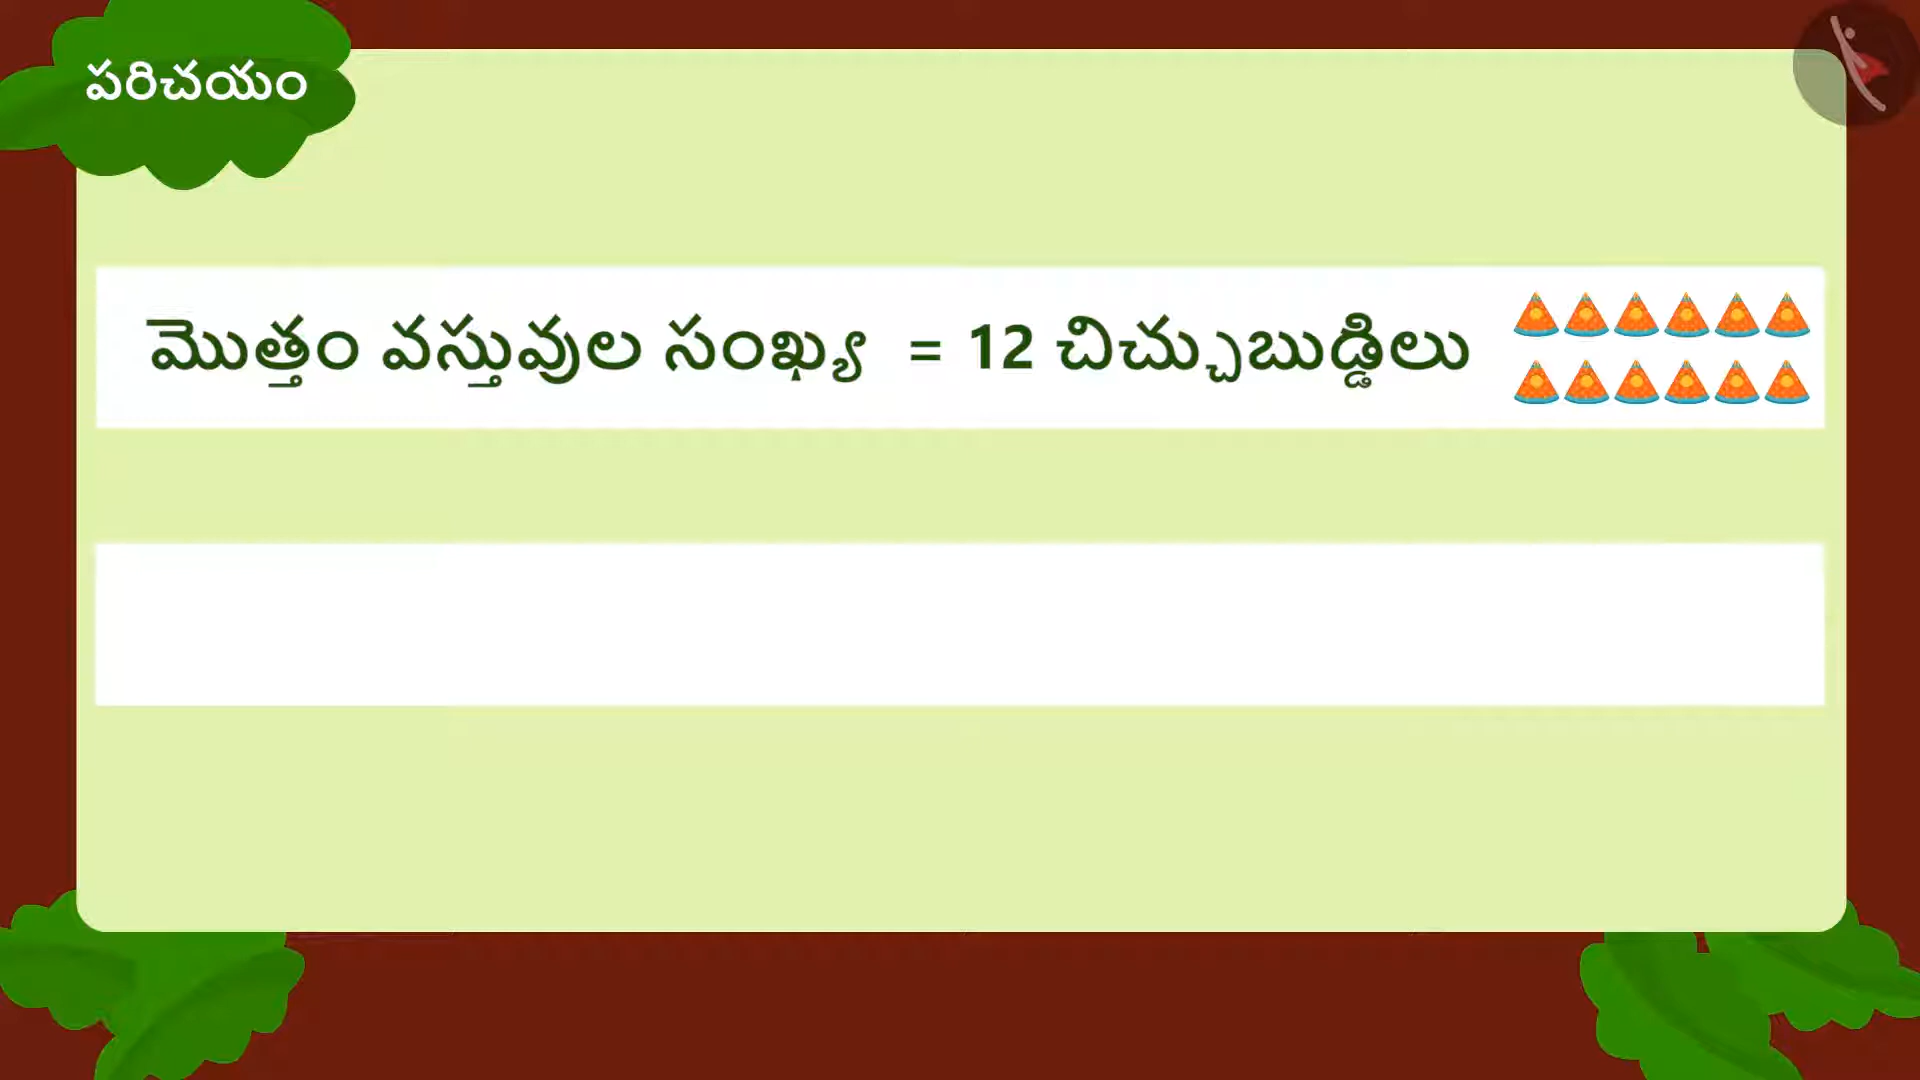 పరిచయం
మొత్తం వస్తువుల సంఖ్య = 12 చిచ్చుబుడ్డిలు